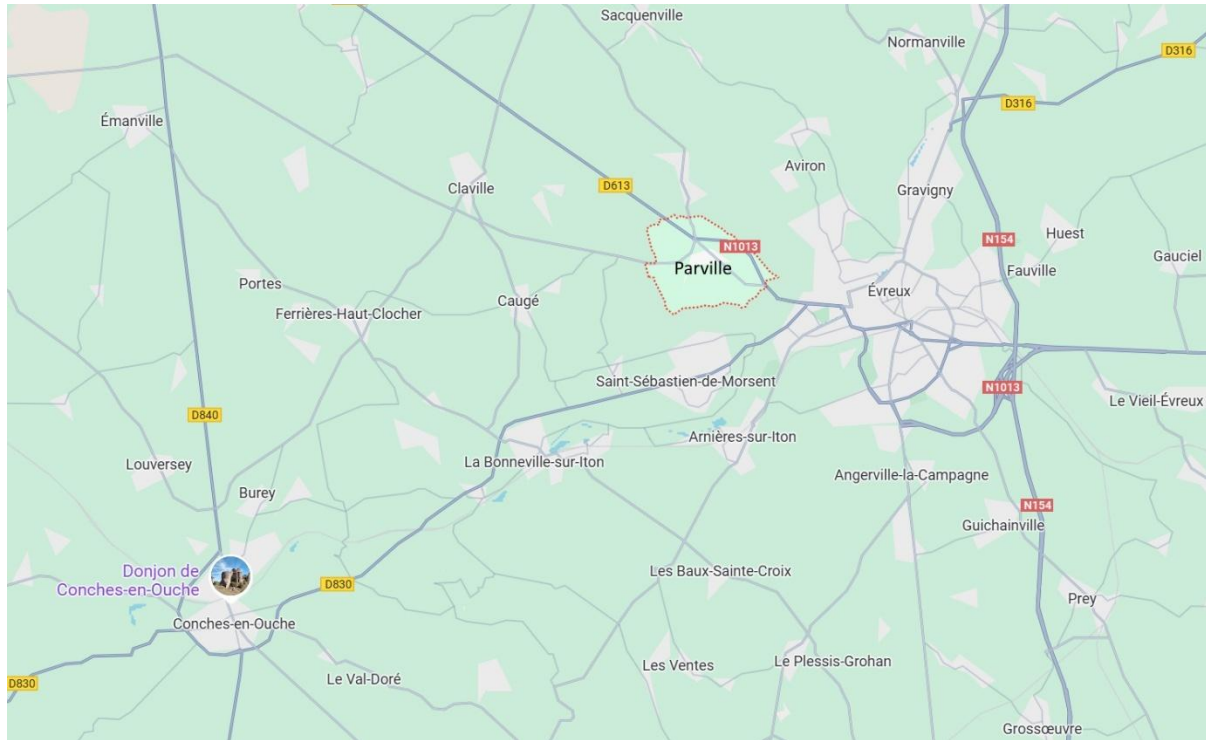 Sacquenville
Normanville
D316
D316
Émanville
Aviron
Claville
D613
Gravigny
N154
Huest
N1013
Gauciel
Parville
Fauville
Portes
Évreux
Caugé
Ferrières-Haut-Clocher
Saint-Sébastien-de-Morsent
N1013
Le Vieil-Évreux
D840
Arnières-sur-Iton
Louversey
La Bonneville-sur-Iton
Angerville-la-Campagne
Burey
N154
Guichainville
Donjon de
Conches-en-Ouche
Les Baux-Sainte-Croix
D830
Prey
Conches-en-Ouche
Les Ventes
Le Plessis-Grohan
Le Val-Doré
D830
Grossœuvre